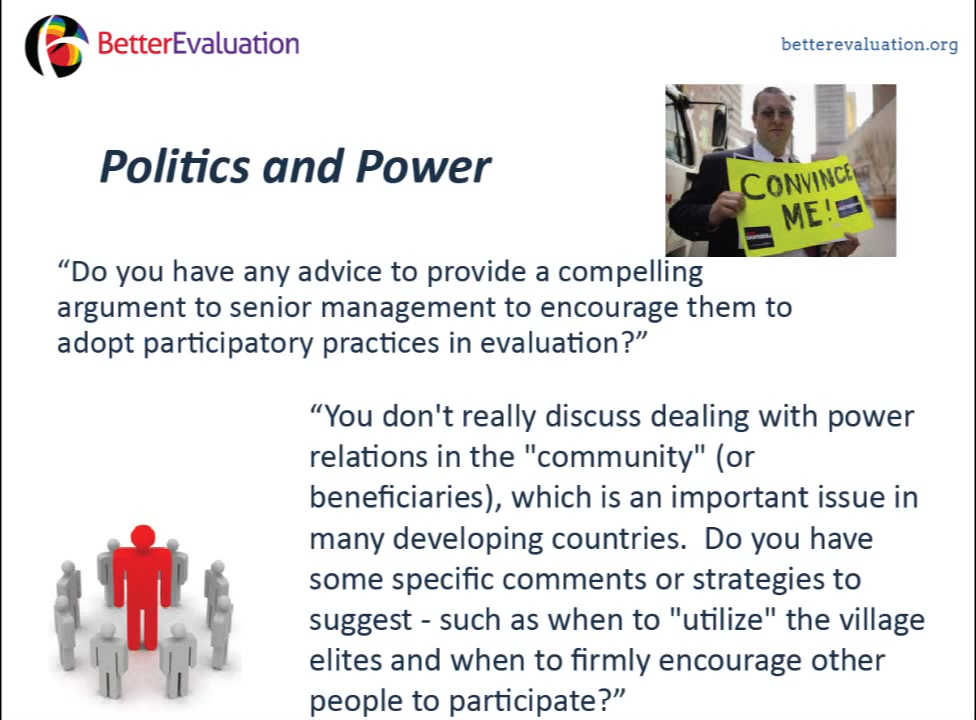 BetterEvaluation
betterevaluation.org
Politics and Power
CONVINCE
ME!
“Do you have any advice to provide a compelling
argument to senior management to encourage them to
adopt participatory practices in evaluation?”
“You don't really discuss dealing with power
relations in the "community" (or
beneficiaries), which is an important issue in
many developing countries.  Do you have
some specific comments or strategies to
suggest - such as when to "utilize" the village
elites and when to firmly encourage other
people to participate?”